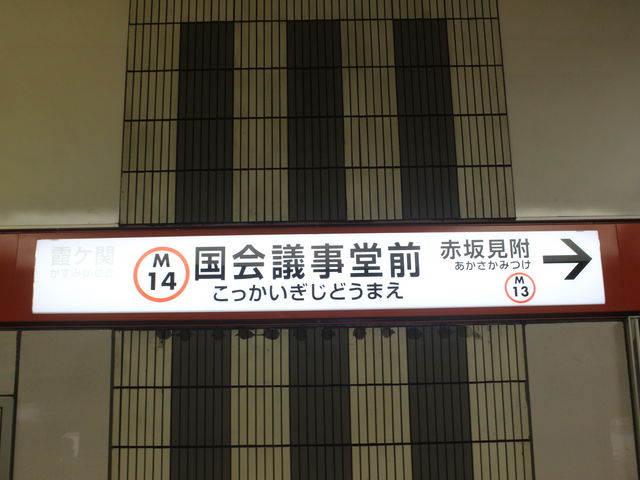 霞ケ関
かすみがせき
M
14
国会議事堂前
こっかいぎじどうまえ
赤坂見附
あかさかみつけ
M
13